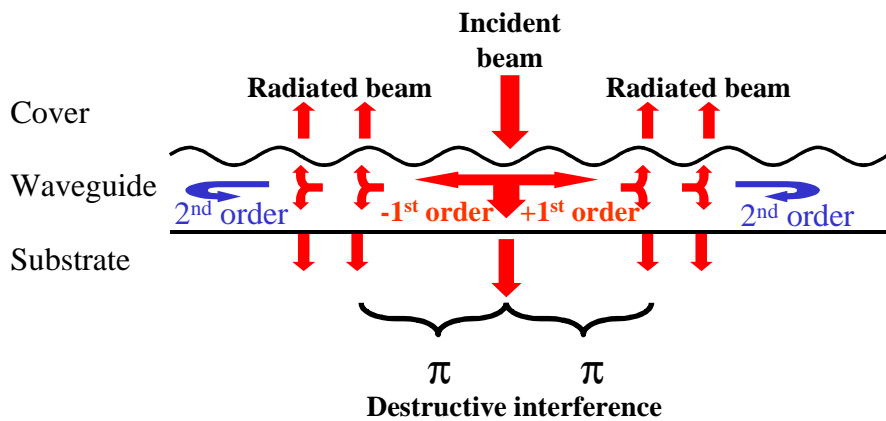 Incident
beam
Radiated beam
Radiated beam
Cover
Waveguide
2nd order
-1st order
+1st order
2nd order
Substrate
π
π
Destructive interference